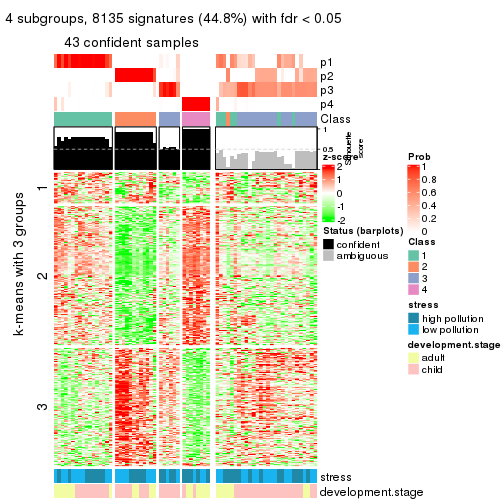 4 subgroups, 8135 signatures (44.8%) with fdr < 0.05
43 confident samples
p1
p2
p3
p4
Class
1
0.5
Silhouette
score
z-score
2
1
0
-1
-2
Status (barplots)
confident
ambiguous
Prob
1
0.8
0.6
0.4
0.2
0
Class
1
2
3
4
stress
high pollution
low pollution
development.stage
adult
child
k-means with 3 groups
1
2
3
stress
development.stage